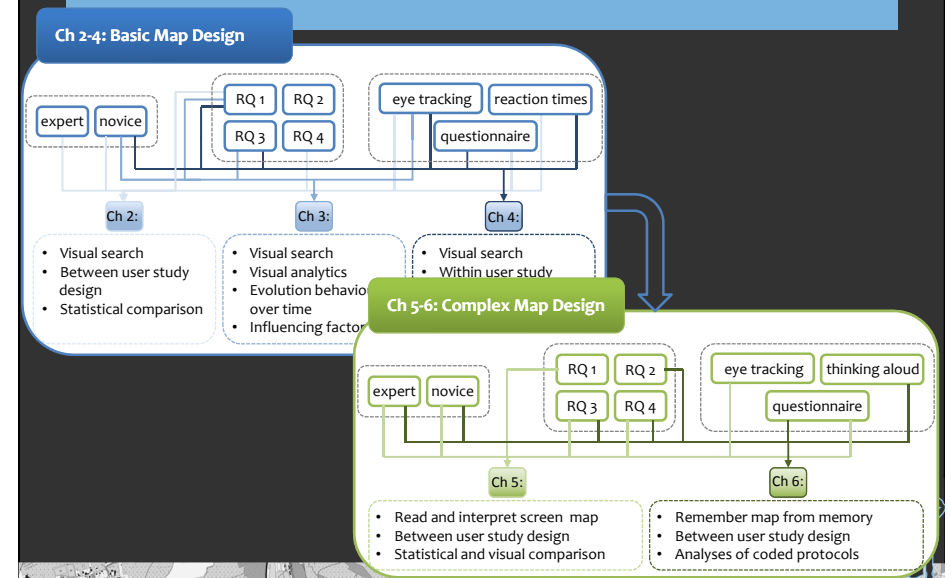 Ch 2-4: Basic Map Design
expert
novice
RQ 1
RQ 2
RQ 3
RQ 4
eye tracking
reaction times
questionnaire
Ch 2:
Ch 3:
Ch 4:
• Visual search
• Between user study
design
• Statistical comparison
• Visual search
• Visual analytics
• Evolution behavio
over time
• Influencing factor
• Visual search
• Within user study
Ch 5-6: Complex Map Design
expert
novice
RQ 1
RQ 2
RQ 3
RQ 4
eye tracking
thinking aloud
questionnaire
Ch 5:
Ch 6:
• Read and interpret screen map
• Between user study design
• Statistical and visual comparison
• Remember map from memory
• Between user study design
• Analyses of coded protocols